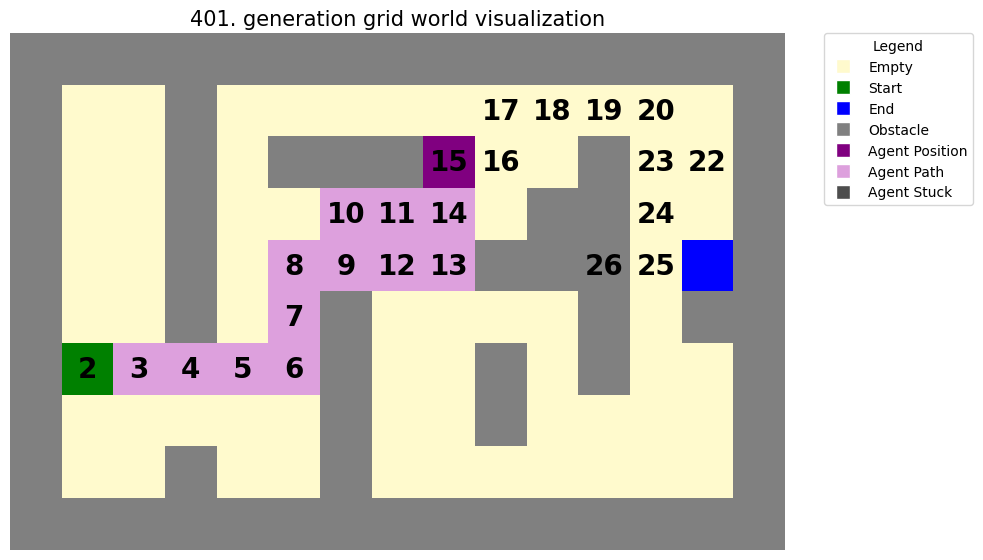 401. generation grid world visualization
17 18 19 20
15 16 23 22
10 11 14 24
8 9 12 13 26 25
7
2 3 4 5 6
Legend
Empty
Start
End
Obstacle
Agent Position
Agent Path
Agent Stuck